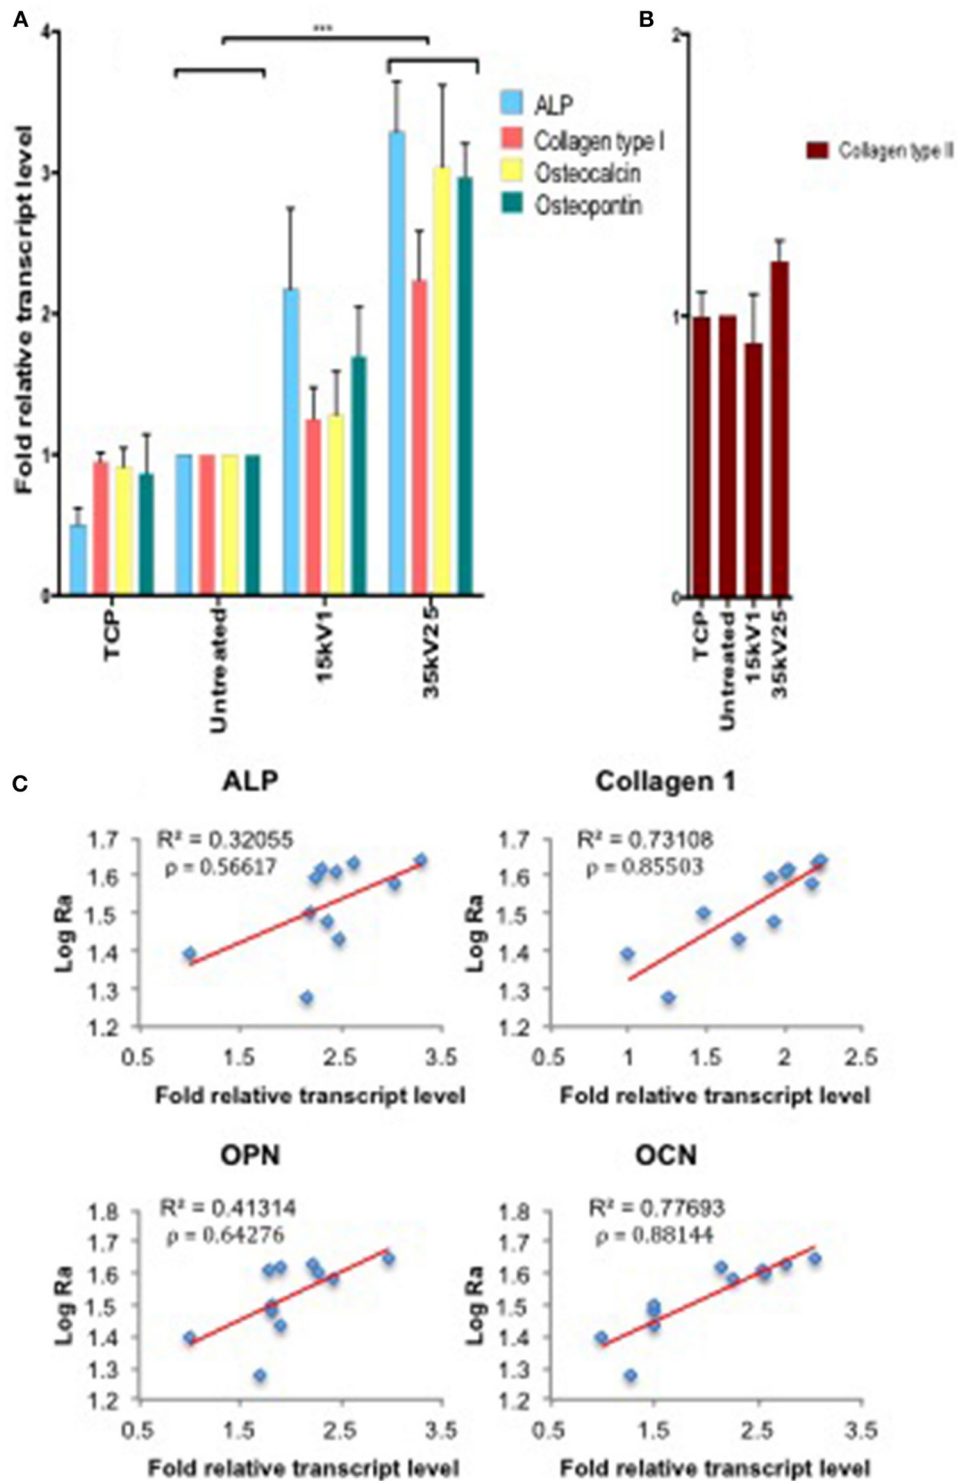 A
B
***
4
3
2
1
0
Fold relative transcript level
ALP
Collagen type I
Osteocalcin
Osteopontin
TCP
Untreated
15kV1
35kV25
2
1
0
Collagen type II
TCP
Untreated
15kV1
35kV25
C
ALP
R² = 0.32055
ρ = 0.56617
1.7
1.6
1.5
1.4
1.3
1.2
Log Ra
0.5 1.5 2.5 3.5
Fold relative transcript level
Collagen 1
R² = 0.73108
ρ = 0.85503
1.7
1.6
1.5
1.4
1.3
1.2
Log Ra
0.5 1 1.5 2 2.5
Fold relative transcript level
OPN
R² = 0.41314
ρ = 0.64276
1.8
1.7
1.6
1.5
1.4
1.3
1.2
Log Ra
0.5 1.5 2.5 3.5
Fold relative transcript level
OCN
R² = 0.77693
ρ = 0.88144
1.8
1.7
1.6
1.5
1.4
1.3
1.2
Log Ra
0.5 1.5 2.5 3.5
Fold relative transcript level